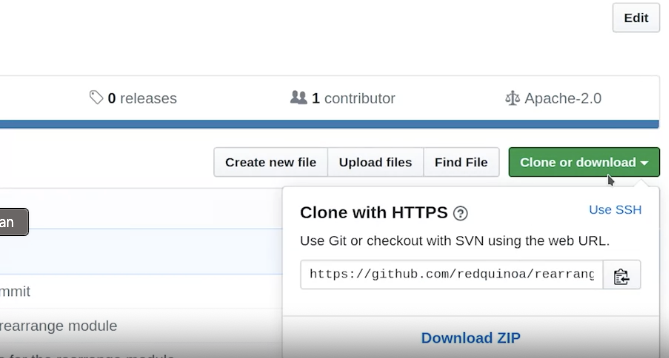 Edit
0 releases
1 contributor
Apache-2.0
Create new file
Upload files
Find File
Clone or download
an
Clone with HTTPS
Use SSH
Use Git or checkout with SVN using the web URL.
https://github.com/redquinoa/rearrang
mmit
rearrange module
Download ZIP